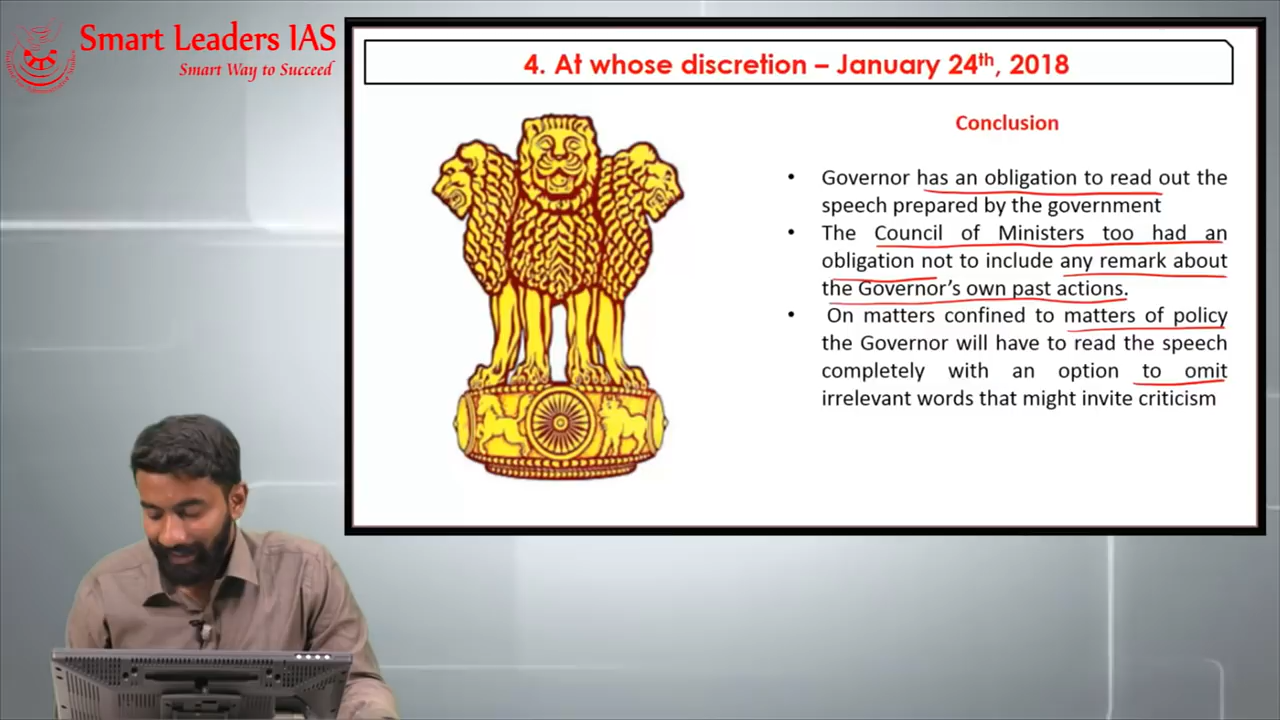 Smart Leaders IAS
Smart Way to Succeed
4. At whose discretion – January 24th, 2018
Conclusion
• Governor has an obligation to read out the
speech prepared by the government
• The Council of Ministers too had an
obligation not to include any remark about
the Governor’s own past actions.
• On matters confined to matters of policy
the Governor will have to read the speech
completely with an option to omit
irrelevant words that might invite criticism